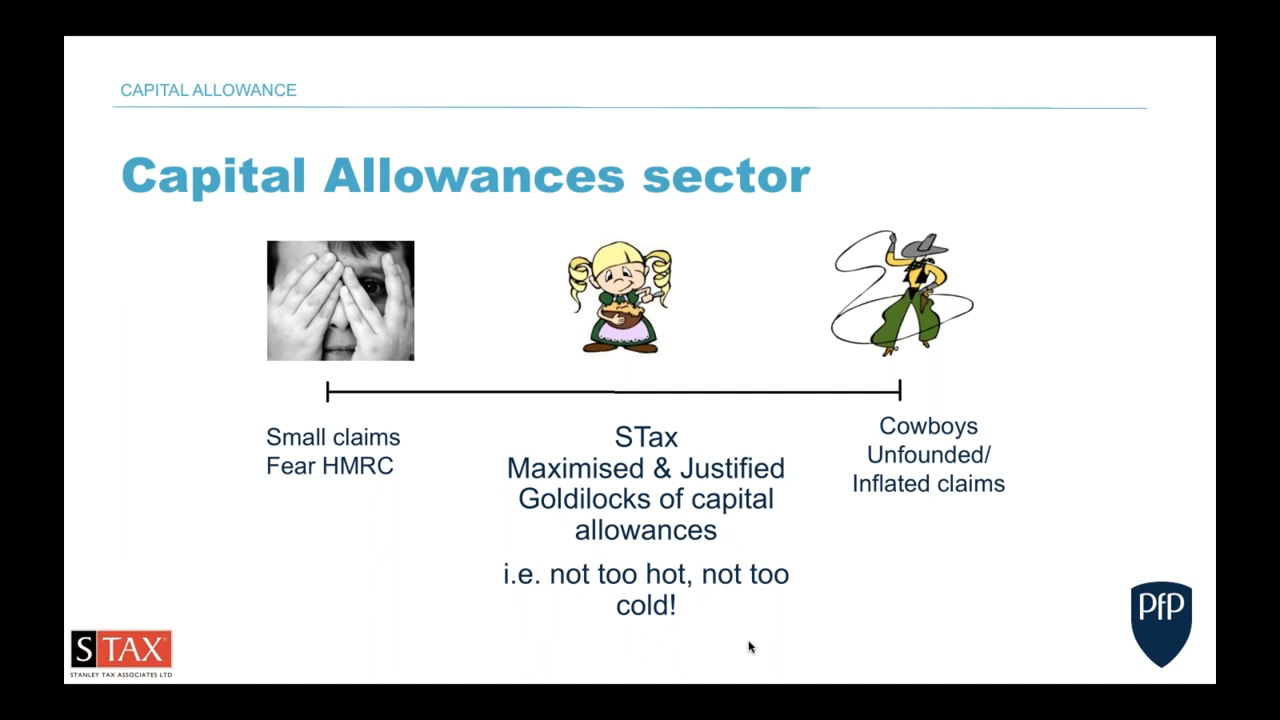 CAPITAL ALLOWANCE
Capital Allowances sector
Small claims
Fear HMRC
STax
Maximised & Justified
Goldilocks of capital
allowances
i.e. not too hot, not too
cold!
Cowboys
Unfounded/
Inflated claims
STAX
STANLEY TAX ASSOCIATES LTD
PfP